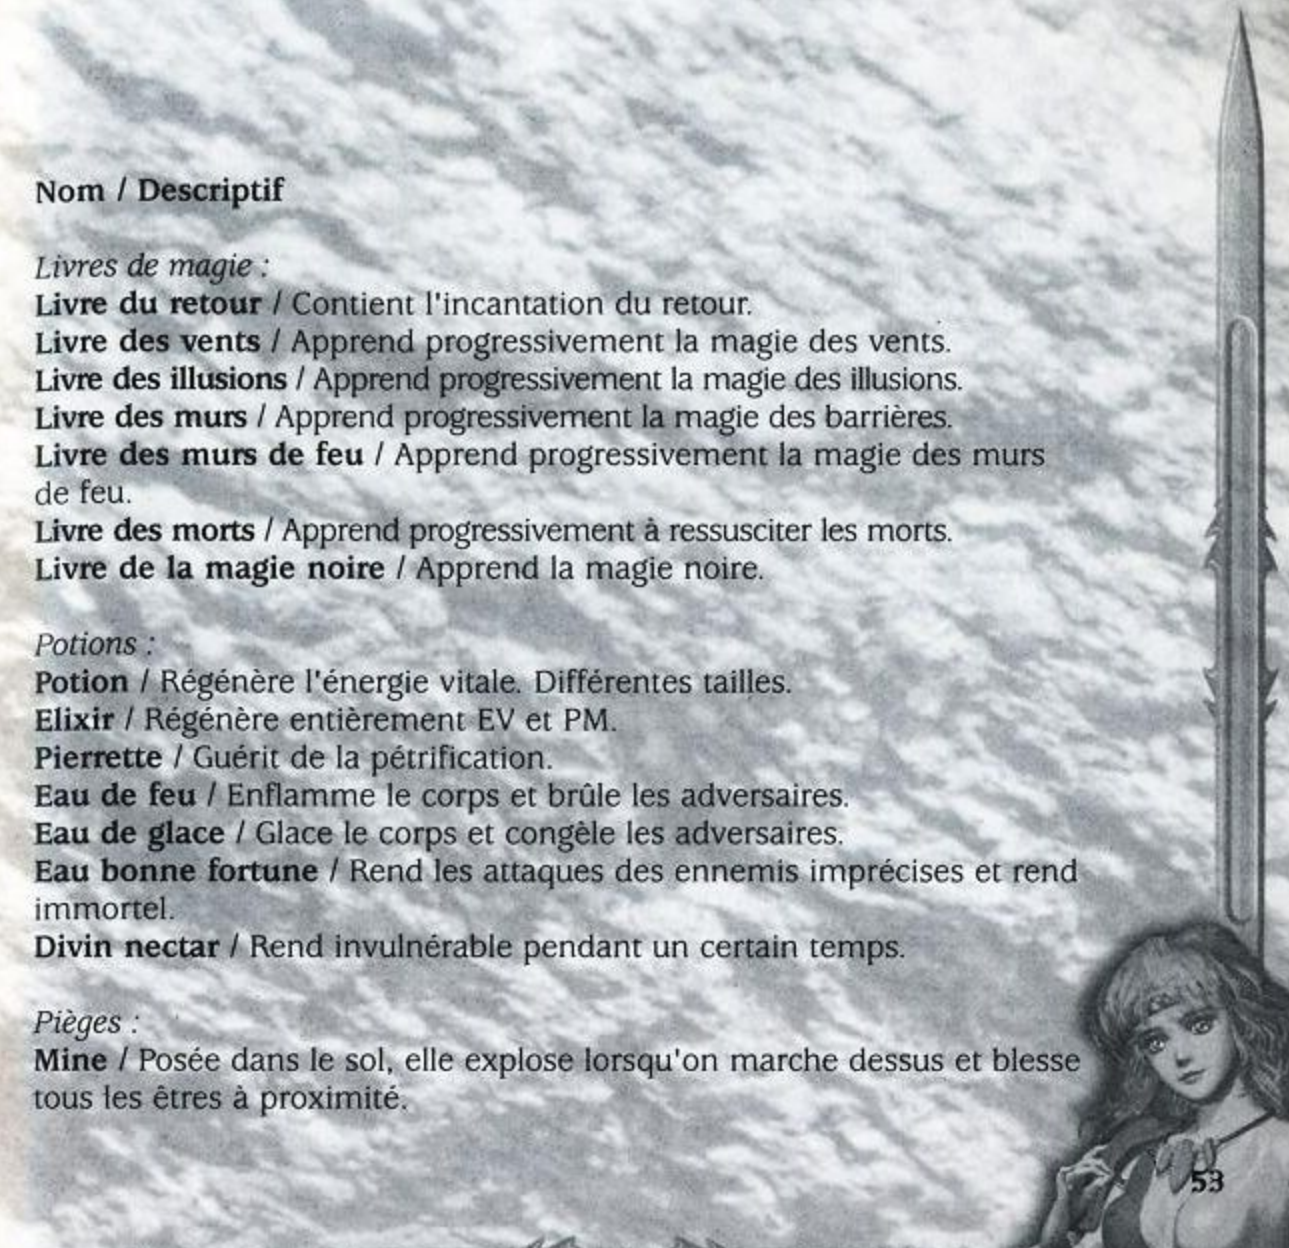 Nom / Descriptif
Livres de magie :
Livre du retour / Contient l'incantation du retour.
Livre des vents / Apprend progressivement la magie des vents.
Livre des illusions / Apprend progressivement la magie des illusions.
Livre des murs / Apprend progressivement la magie des barrières.
Livre des murs de feu / Apprend progressivement la magie des murs
de feu.
Livre des morts / Apprend progressivement à ressusciter les morts.
Livre de la magie noire / Apprend la magie noire.
Potions :
Potion / Régénère l'énergie vitale. Différentes tailles.
Elixir / Régénère entièrement EV et PM.
Pierrette / Guérit de la pétrification.
Eau de feu / Enflamme le corps et brûle les adversaires.
Eau de glace / Glace le corps et congèle les adversaires.
Eau bonne fortune / Rend les attaques des ennemis imprécises et rend
immortel.
Divin nectar / Rend invulnérable pendant un certain temps.
Pièges :
Mine / Posée dans le sol, elle explose lorsqu'on marche dessus et blesse
tous les êtres à proximité.
53